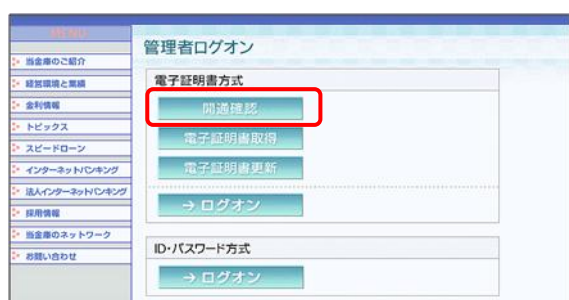 MENU
当金庫のご紹介
経営環境と業績
金利情報
トピックス
スピードローン
インターネットバンキング
法人インターネットバンキング
採用情報
当金庫のネットワーク
お問い合わせ
管理者ログオン
電子証明書方式
開通確認
電子証明書取得
電子証明書更新
→ログオン
ID・パスワード方式
→ログオン